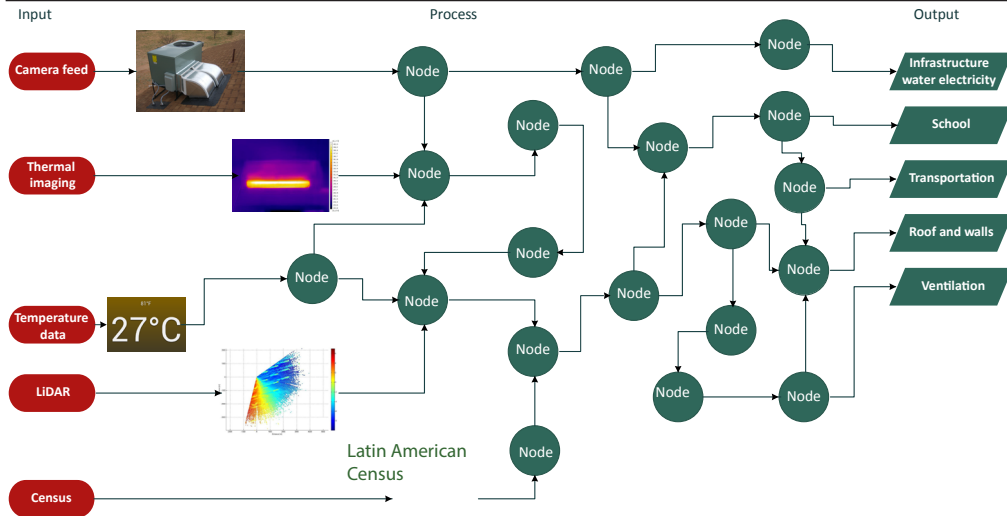 Input
Process
Output
Camera feed
Node
Node
Node
Infrastructure
water electricity
Node
Node
School
Thermal
imaging
Node
Node
Node
Transportation
Node
Roof and walls
Node
Node
Node
Node
Node
Ventilation
Temperature
data
81°F
27°C
Node
Node
LiDAR
Node
Node
Latin American
Census
Node
Census